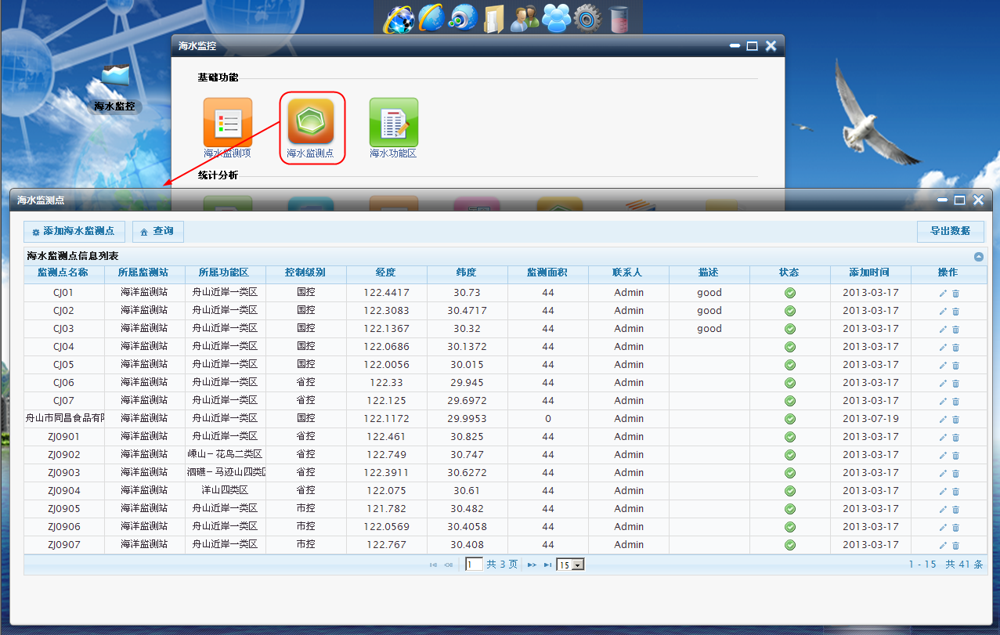 海水监控
海水监控
基础功能
海水监测项 海水监测点 海水功能区
统计分析
海水监测点
添加海水监测点 查询 导出数据
海水监测点信息列表
监测点名称 所属监测站 所属功能区 控制级别 经度 纬度 监测面积 联系人 描述 状态 添加时间 操作
CJ01 海洋监测站 舟山近岸一类区 国控 122.4417 30.73 44 Admin good 2013-03-17
CJ02 海洋监测站 舟山近岸一类区 国控 122.3083 30.4717 44 Admin good 2013-03-17
CJ03 海洋监测站 舟山近岸一类区 国控 122.1367 30.32 44 Admin good 2013-03-17
CJ04 海洋监测站 舟山近岸一类区 国控 122.0686 30.1372 44 Admin 2013-03-17
CJ05 海洋监测站 舟山近岸一类区 国控 122.0056 30.015 44 Admin 2013-03-17
CJ06 海洋监测站 舟山近岸一类区 省控 122.33 29.945 44 Admin 2013-03-17
CJ07 海洋监测站 舟山近岸一类区 省控 122.125 29.6972 44 Admin 2013-03-17
舟山市同昌食品有限 海洋监测站 舟山近岸一类区 国控 122.1172 29.9953 0 Admin 2013-07-19
ZJ0901 海洋监测站 舟山近岸一类区 省控 122.461 30.825 44 Admin 2013-03-17
ZJ0902 海洋监测站 嵊山－花鸟二类区 省控 122.749 30.747 44 Admin 2013-03-17
ZJ0903 海洋监测站 泗礁－马迹山四类区 省控 122.3911 30.6272 44 Admin 2013-03-17
ZJ0904 海洋监测站 洋山四类区 省控 122.075 30.61 44 Admin 2013-03-17
ZJ0905 海洋监测站 舟山近岸一类区 市控 121.782 30.482 44 Admin 2013-03-17
ZJ0906 海洋监测站 舟山近岸一类区 市控 122.0569 30.4058 44 Admin 2013-03-17
ZJ0907 海洋监测站 舟山近岸一类区 市控 122.767 30.408 44 Admin 2013-03-17
1 共 3 页 15 1 - 15 共 41 条